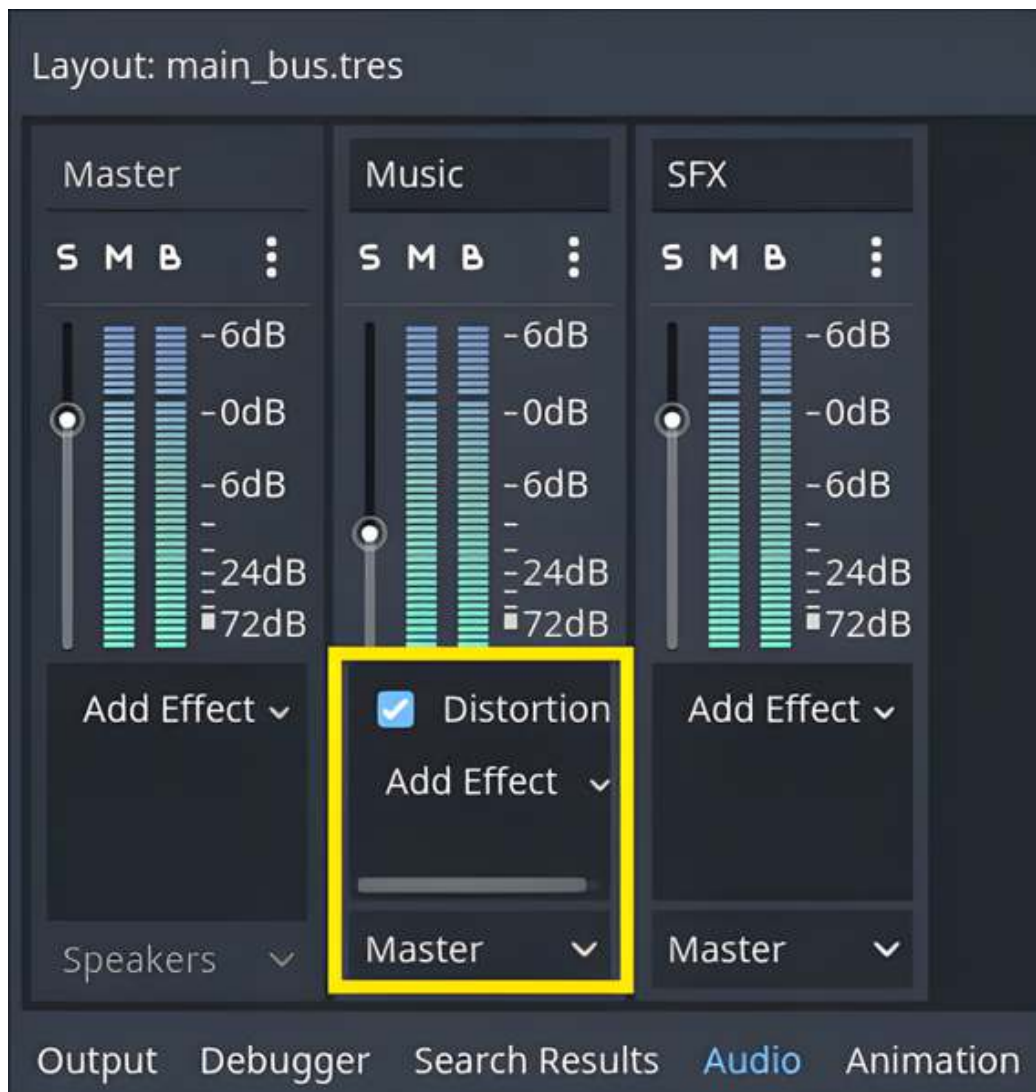 Layout: main_bus.tres
Master Music SFX
S M B S M B S M B
-6dB -6dB -6dB
-0dB -0dB -0dB
-6dB -6dB -6dB
-24dB -24dB -24dB
72dB 72dB 72dB
Add Effect Distortion Add Effect
Add Effect
Speakers Master Master
Output Debugger Search Results Audio Animation